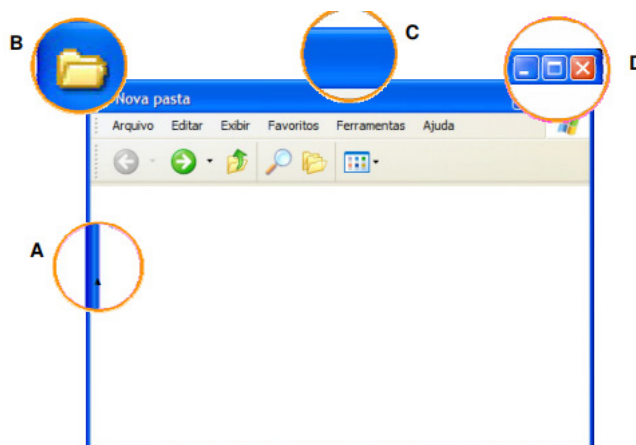 B
C
D
Nova pasta
Arquivo Editar Exibir Favoritos Ferramentas Ajuda
A